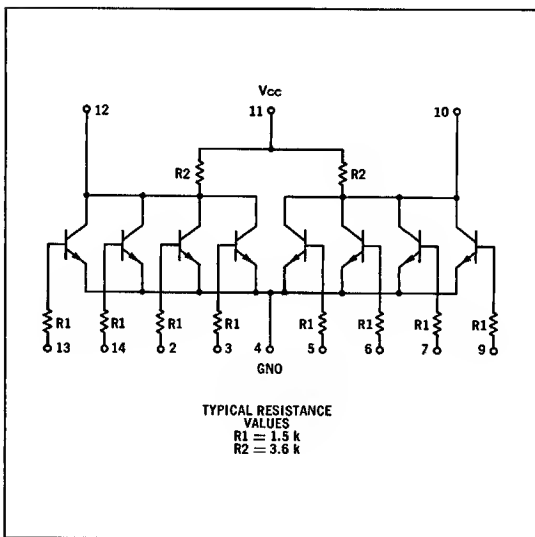 Vcc
12 11 10
R2 R2
R1 R1 R1 R1 R1 R1 R1 R1
13 14 2 3 4 5 6 7 9
GNO
TYPICAL RESISTANCE
VALUES
R1 = 1.5 k
R2 = 3.6 k